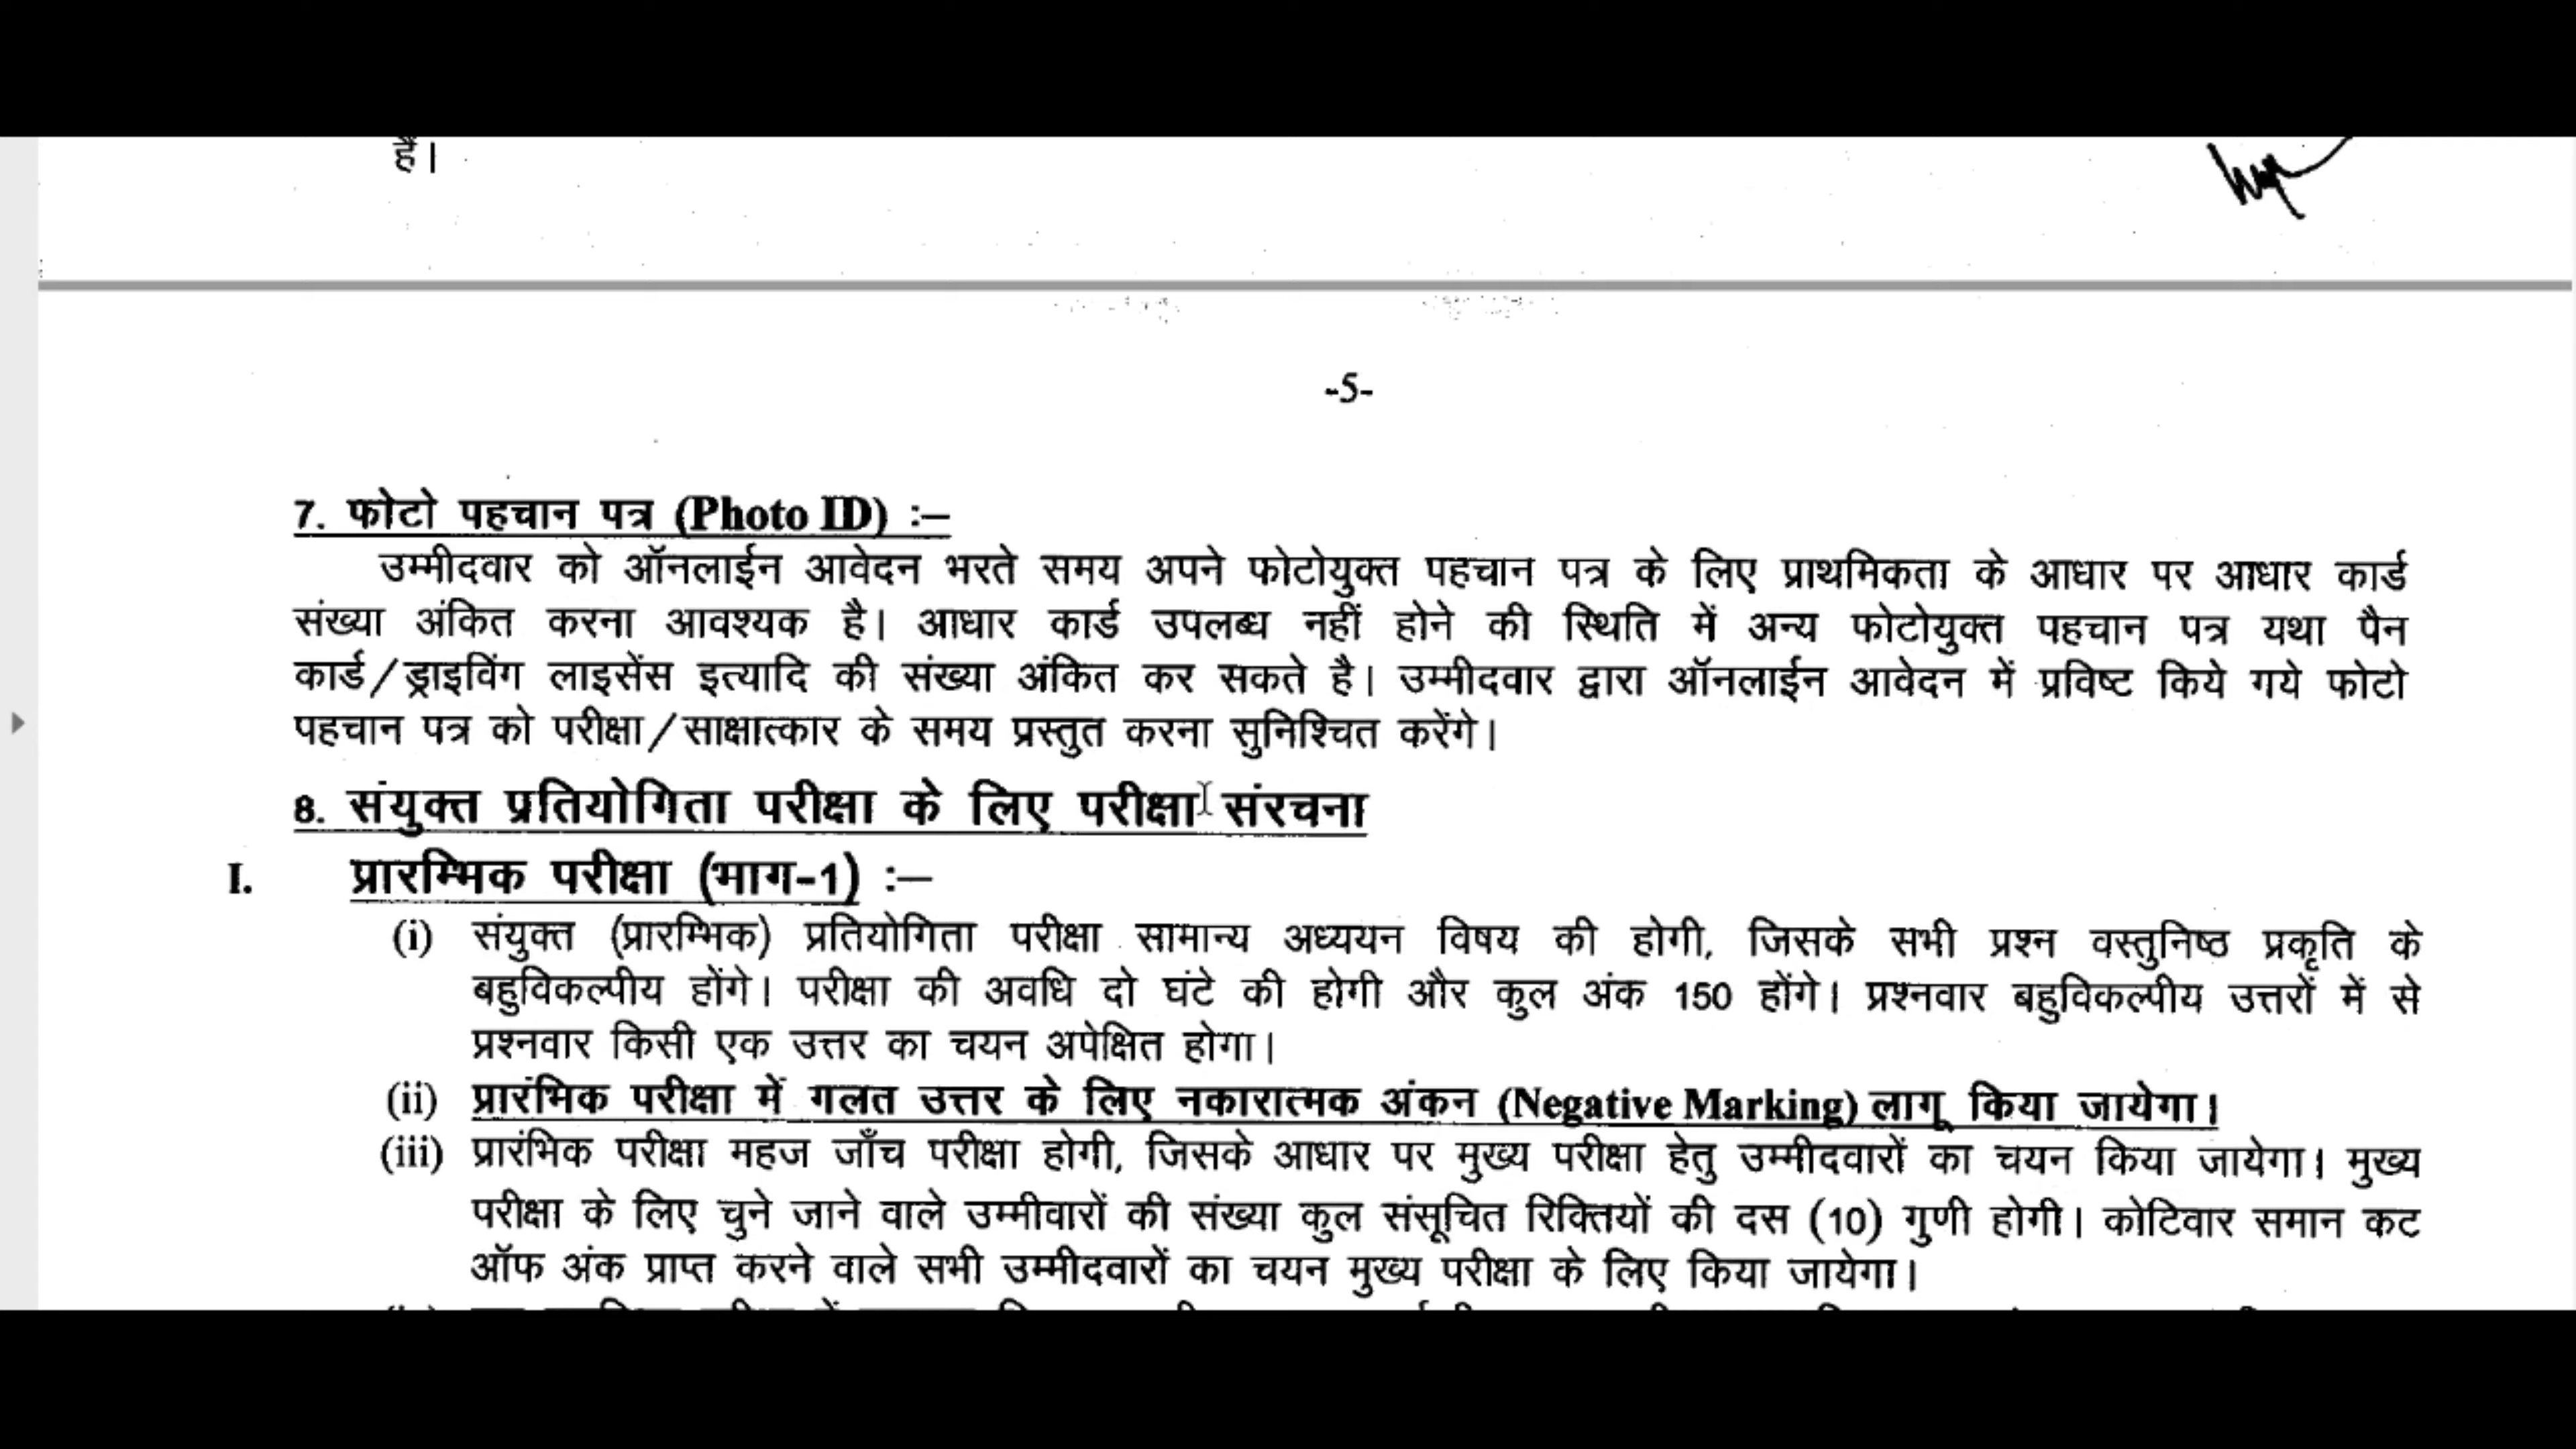 हैं।
-5-
7. फोटो पहचान पत्र (Photo ID) :–
उम्मीदवार को ऑनलाईन आवेदन भरते समय अपने फोटोयुक्त पहचान पत्र के लिए प्राथमिकता के आधार पर आधार कार्ड
संख्या अंकित करना आवश्यक है। आधार कार्ड उपलब्ध नहीं होने की स्थिति में अन्य फोटोयुक्त पहचान पत्र यथा पैन
कार्ड/ड्राइविंग लाइसेंस इत्यादि की संख्या अंकित कर सकते है। उम्मीदवार द्वारा ऑनलाईन आवेदन में प्रविष्ट किये गये फोटो
पहचान पत्र को परीक्षा/साक्षात्कार के समय प्रस्तुत करना सुनिश्चित करेंगे।
8. संयुक्त प्रतियोगिता परीक्षा के लिए परीक्षा संरचना
I. प्रारम्भिक परीक्षा (भाग-1) :–
(i) संयुक्त (प्रारम्भिक) प्रतियोगिता परीक्षा सामान्य अध्ययन विषय की होगी, जिसके सभी प्रश्न वस्तुनिष्ठ प्रकृति के
बहुविकल्पीय होंगे। परीक्षा की अवधि दो घंटे की होगी और कुल अंक 150 होंगे। प्रश्नवार बहुविकल्पीय उत्तरों में से
प्रश्नवार किसी एक उत्तर का चयन अपेक्षित होगा।
(ii) प्रारंभिक परीक्षा में गलत उत्तर के लिए नकारात्मक अंकन (Negative Marking) लागू किया जायेगा।
(iii) प्रारंभिक परीक्षा महज जाँच परीक्षा होगी, जिसके आधार पर मुख्य परीक्षा हेतु उम्मीदवारों का चयन किया जायेगा। मुख्य
परीक्षा के लिए चुने जाने वाले उम्मीवारों की संख्या कुल संसूचित रिक्तियों की दस (10) गुणी होगी। कोटिवार समान कट
ऑफ अंक प्राप्त करने वाले सभी उम्मीदवारों का चयन मुख्य परीक्षा के लिए किया जायेगा।